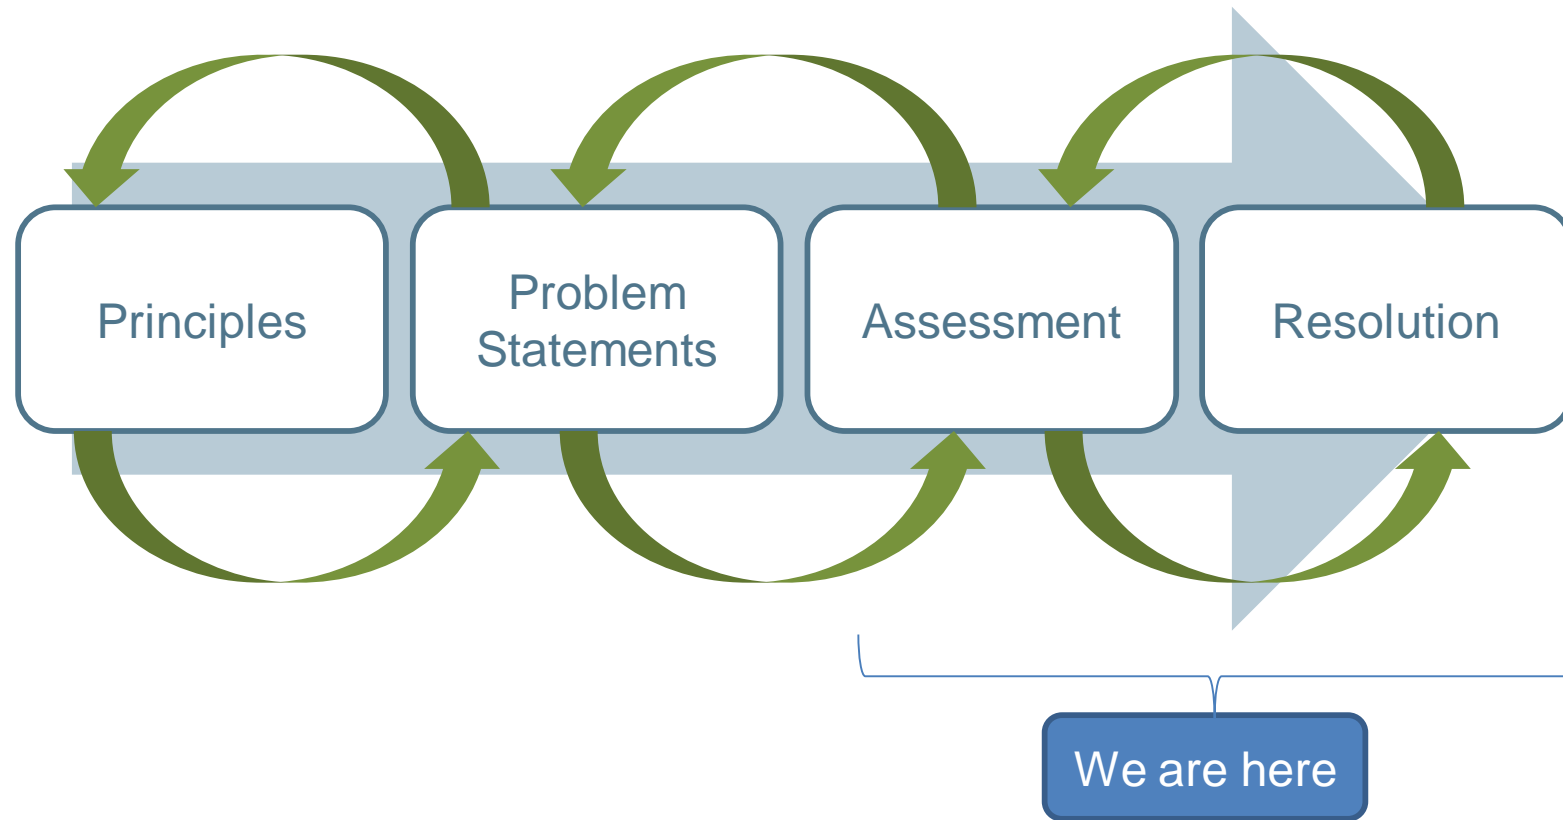 Principles
Problem
Statements
Assessment
Resolution
We are here